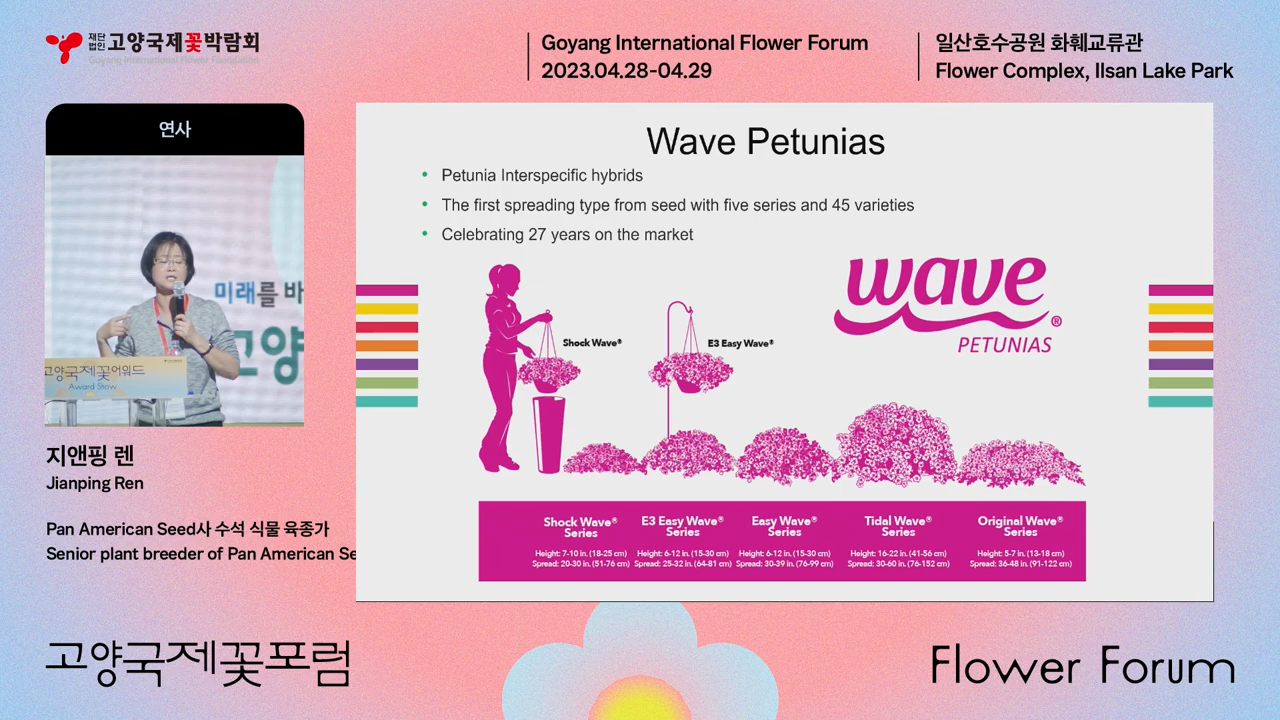 재단
법인
고양국제꽃박람회
Goyang International Flower Foundation
Goyang International Flower Forum
2023.04.28-04.29
일산호수공원 화훼교류관
Flower Complex, Ilsan Lake Park
연사
미래를 바
고양
고양국제꽃어워드
Award Show
지앤핑 렌
Jianping Ren
Pan American Seed사 수석 식물 육종가
Senior plant breeder of Pan American Se
Wave Petunias
• Petunia Interspecific hybrids
• The first spreading type from seed with five series and 45 varieties
• Celebrating 27 years on the market
wave®
PETUNIAS
Shock Wave®
E3 Easy Wave®
Shock Wave®
Series
Height: 7-10 in. (18-25 cm)
Spread: 20-30 in. (51-76 cm)
E3 Easy Wave®
Series
Height: 6-12 in. (15-30 cm)
Spread: 25-32 in. (64-81 cm)
Easy Wave®
Series
Height: 6-12 in. (15-30 cm)
Spread: 30-39 in. (76-99 cm)
Tidal Wave®
Series
Height: 16-22 in. (41-56 cm)
Spread: 30-60 in. (76-152 cm)
Original Wave®
Series
Height: 5-7 in. (13-18 cm)
Spread: 36-48 in. (91-122 cm)
고양국제꽃포럼
Flower Forum